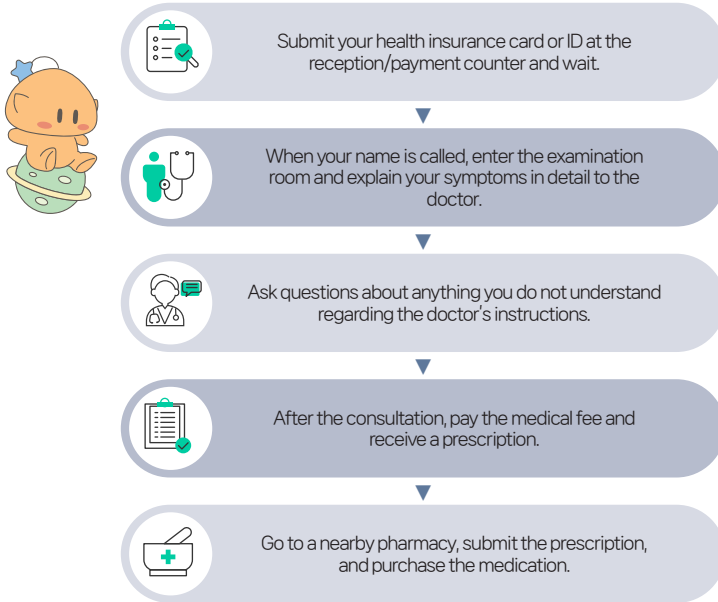 Submit your health insurance card or ID at the
reception/payment counter and wait.
When your name is called, enter the examination
room and explain your symptoms in detail to the
doctor.
Ask questions about anything you do not understand
regarding the doctor's instructions.
After the consultation, pay the medical fee and
receive a prescription.
Go to a nearby pharmacy, submit the prescription,
and purchase the medication.